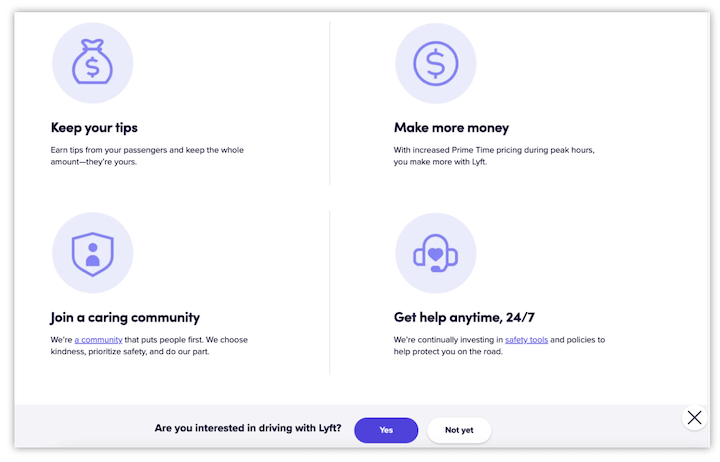 $
$
Keep your tips
Make more money
Earn tips from your passengers and keep the whole
amount—they're yours.
With increased Prime Time pricing during peak hours,
you make more with Lyft.
Join a caring community
Get help anytime, 24/7
We're a community that puts people first. We choose
kindness, prioritize safety, and do our part.
We're continually investing in safety tools and policies to
help protect you on the road.
Are you interested in driving with Lyft?
Yes
Not yet